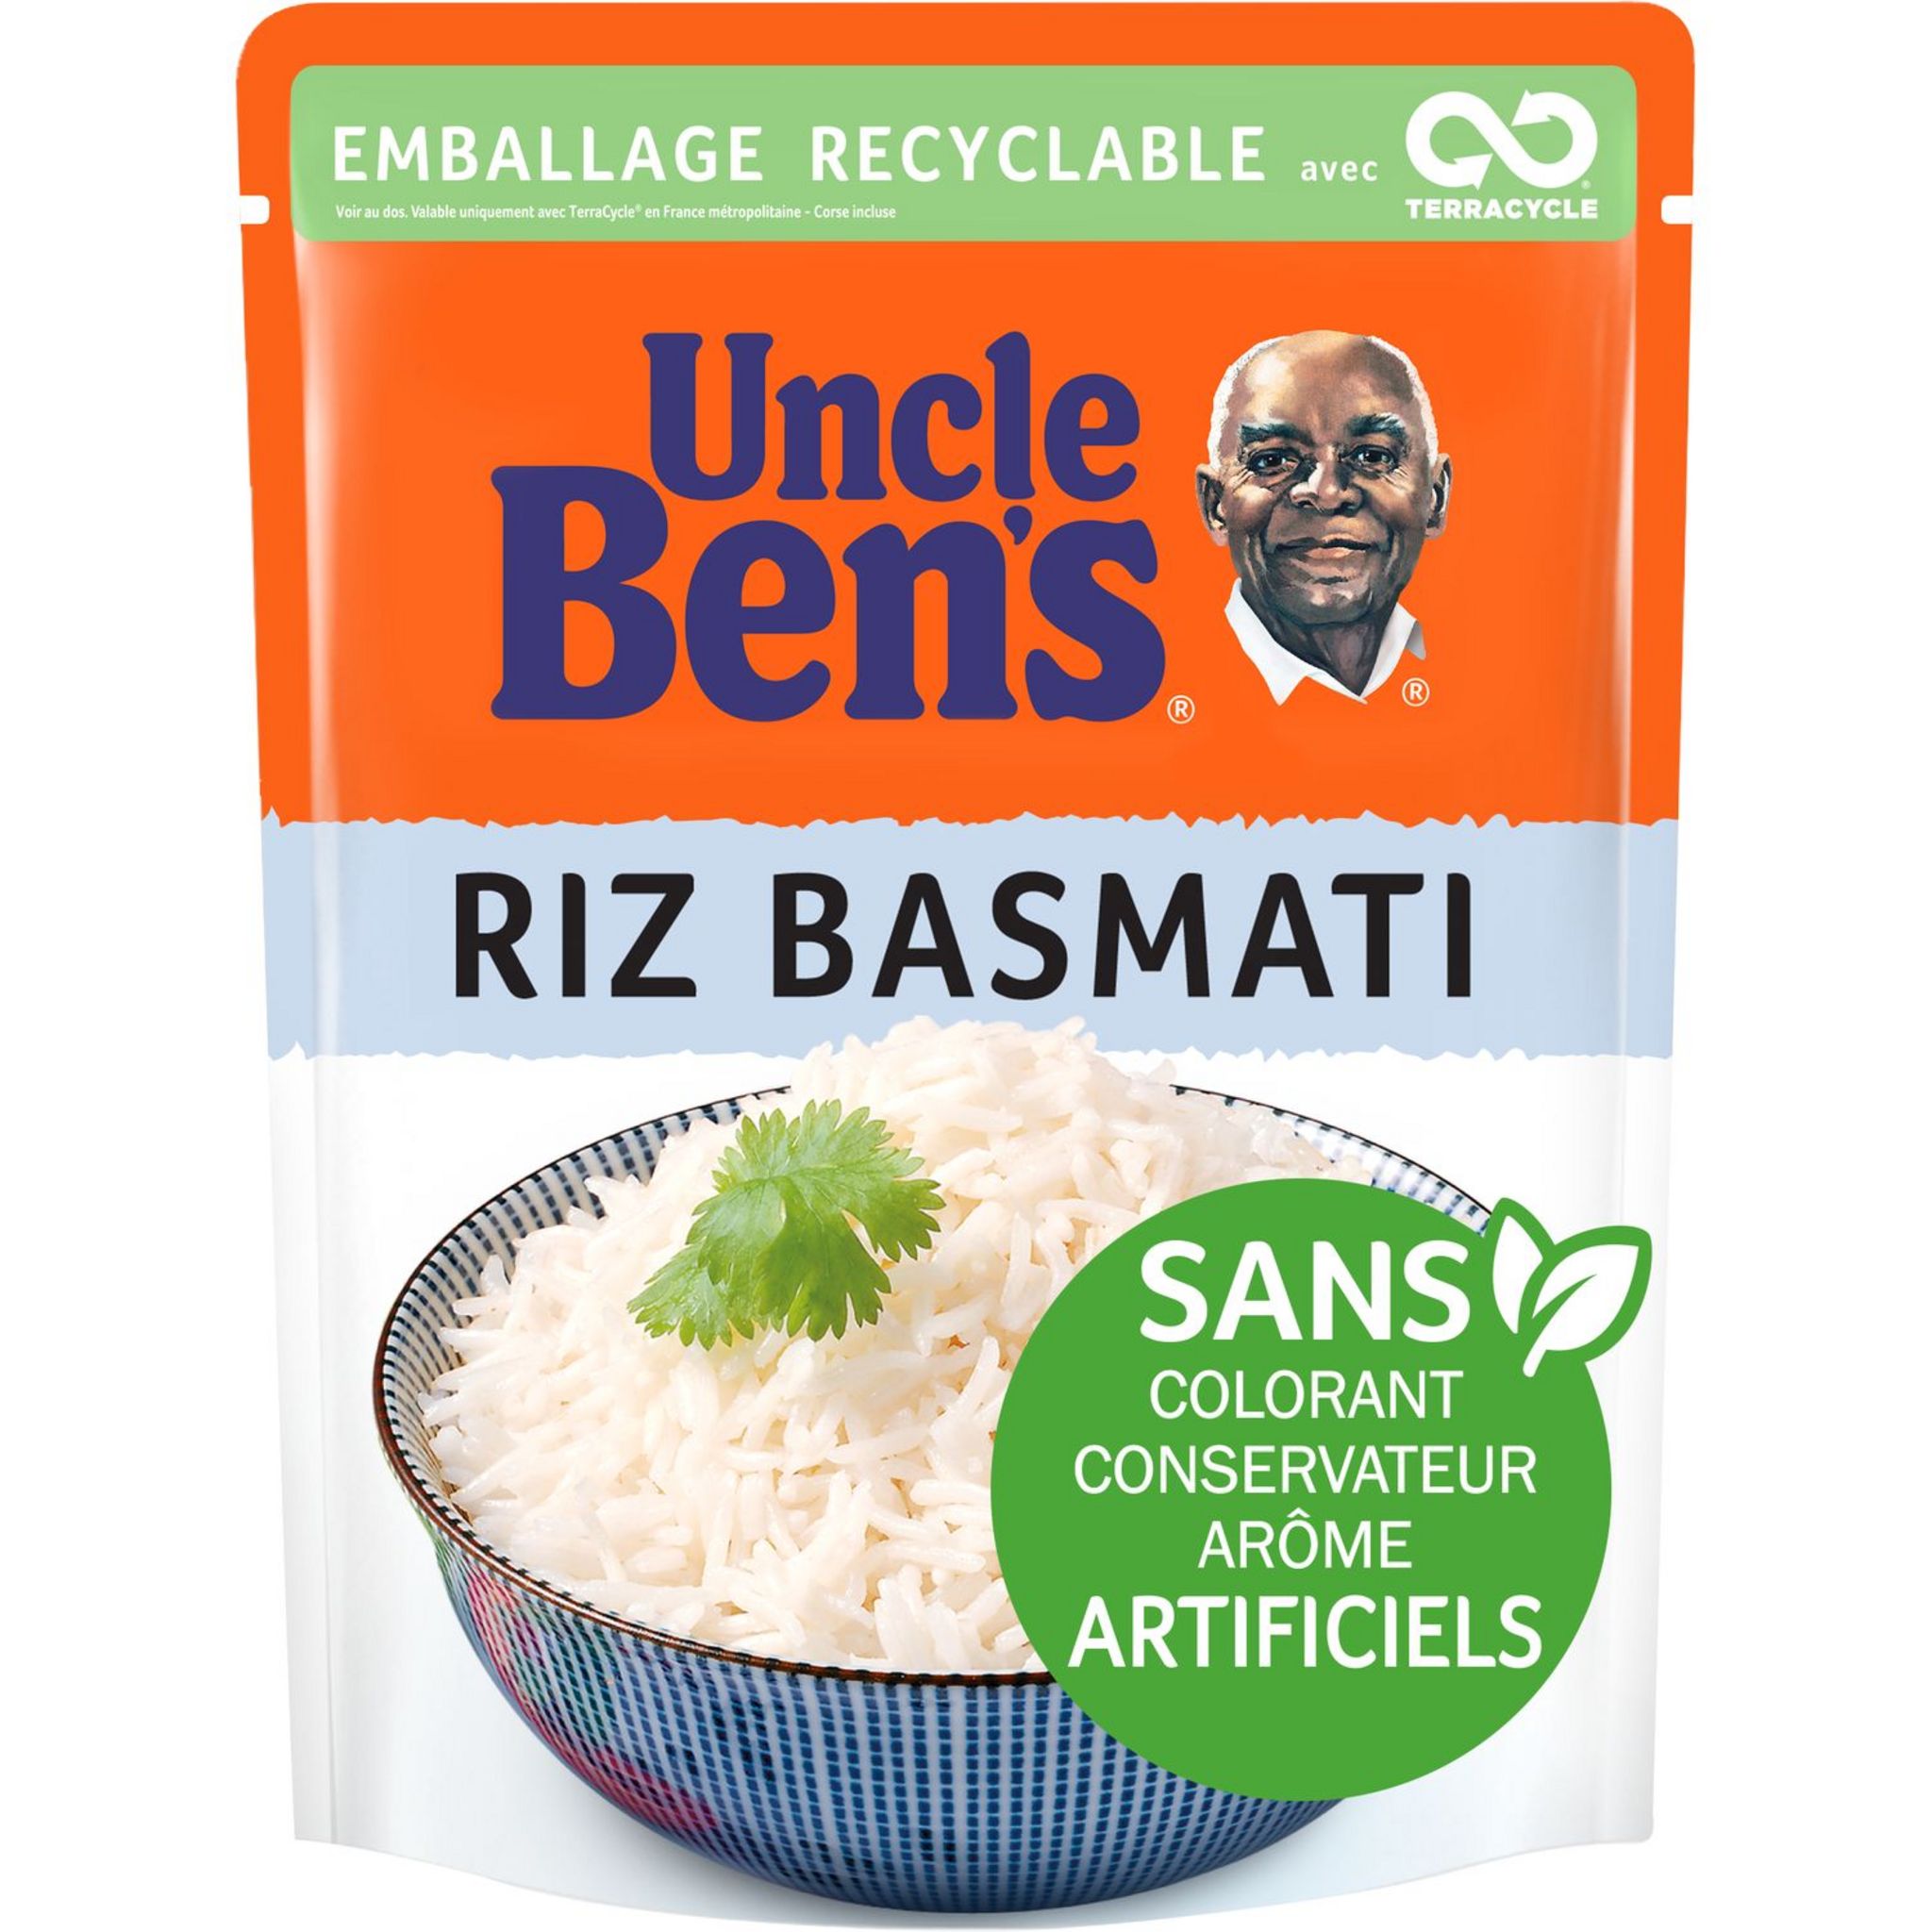 EMBALLAGE RECYCLABLE avec
TERRACYCLE
Voir au dos. Valable uniquement avec TerraCycle® en France métropolitaine - Corse incluse
Uncle
Ben's®
®
RIZ BASMATI
SANS
COLORANT
CONSERVATEUR
ARÔME
ARTIFICIELS